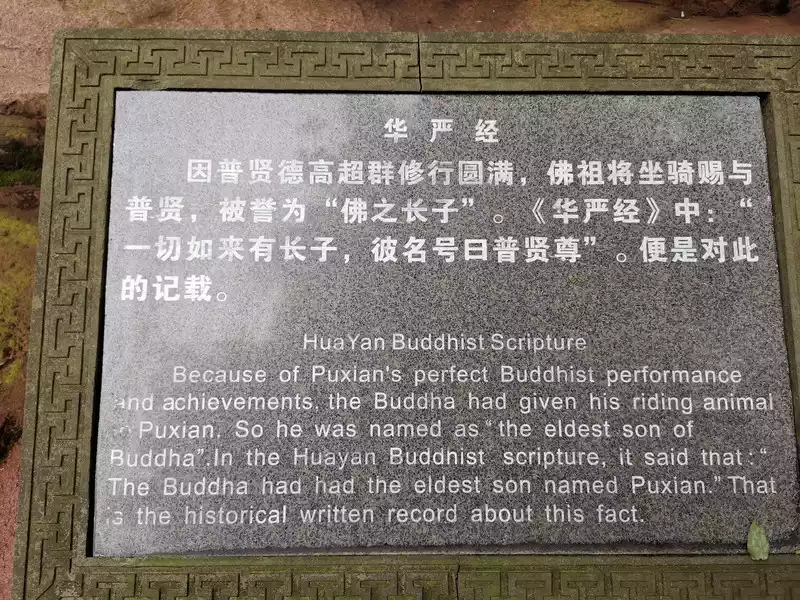 华严经
因普贤德高超群修行圆满，佛祖将坐骑赐与
普贤，被誉为“佛之长子”。《华严经》中：“
一切如来有长子，彼名号曰普贤尊”。便是对此
的记载。
HuaYan Buddhist Scripture
Because of Puxian's perfect Buddhist performance
and achievements, the Buddha had given his riding animal
to Puxian. So he was named as “the eldest son of
Buddha”.In the Huayan Buddhist scripture, it said that:“
The Buddha had had the eldest son named Puxian.” That
is the historical written record about this fact.